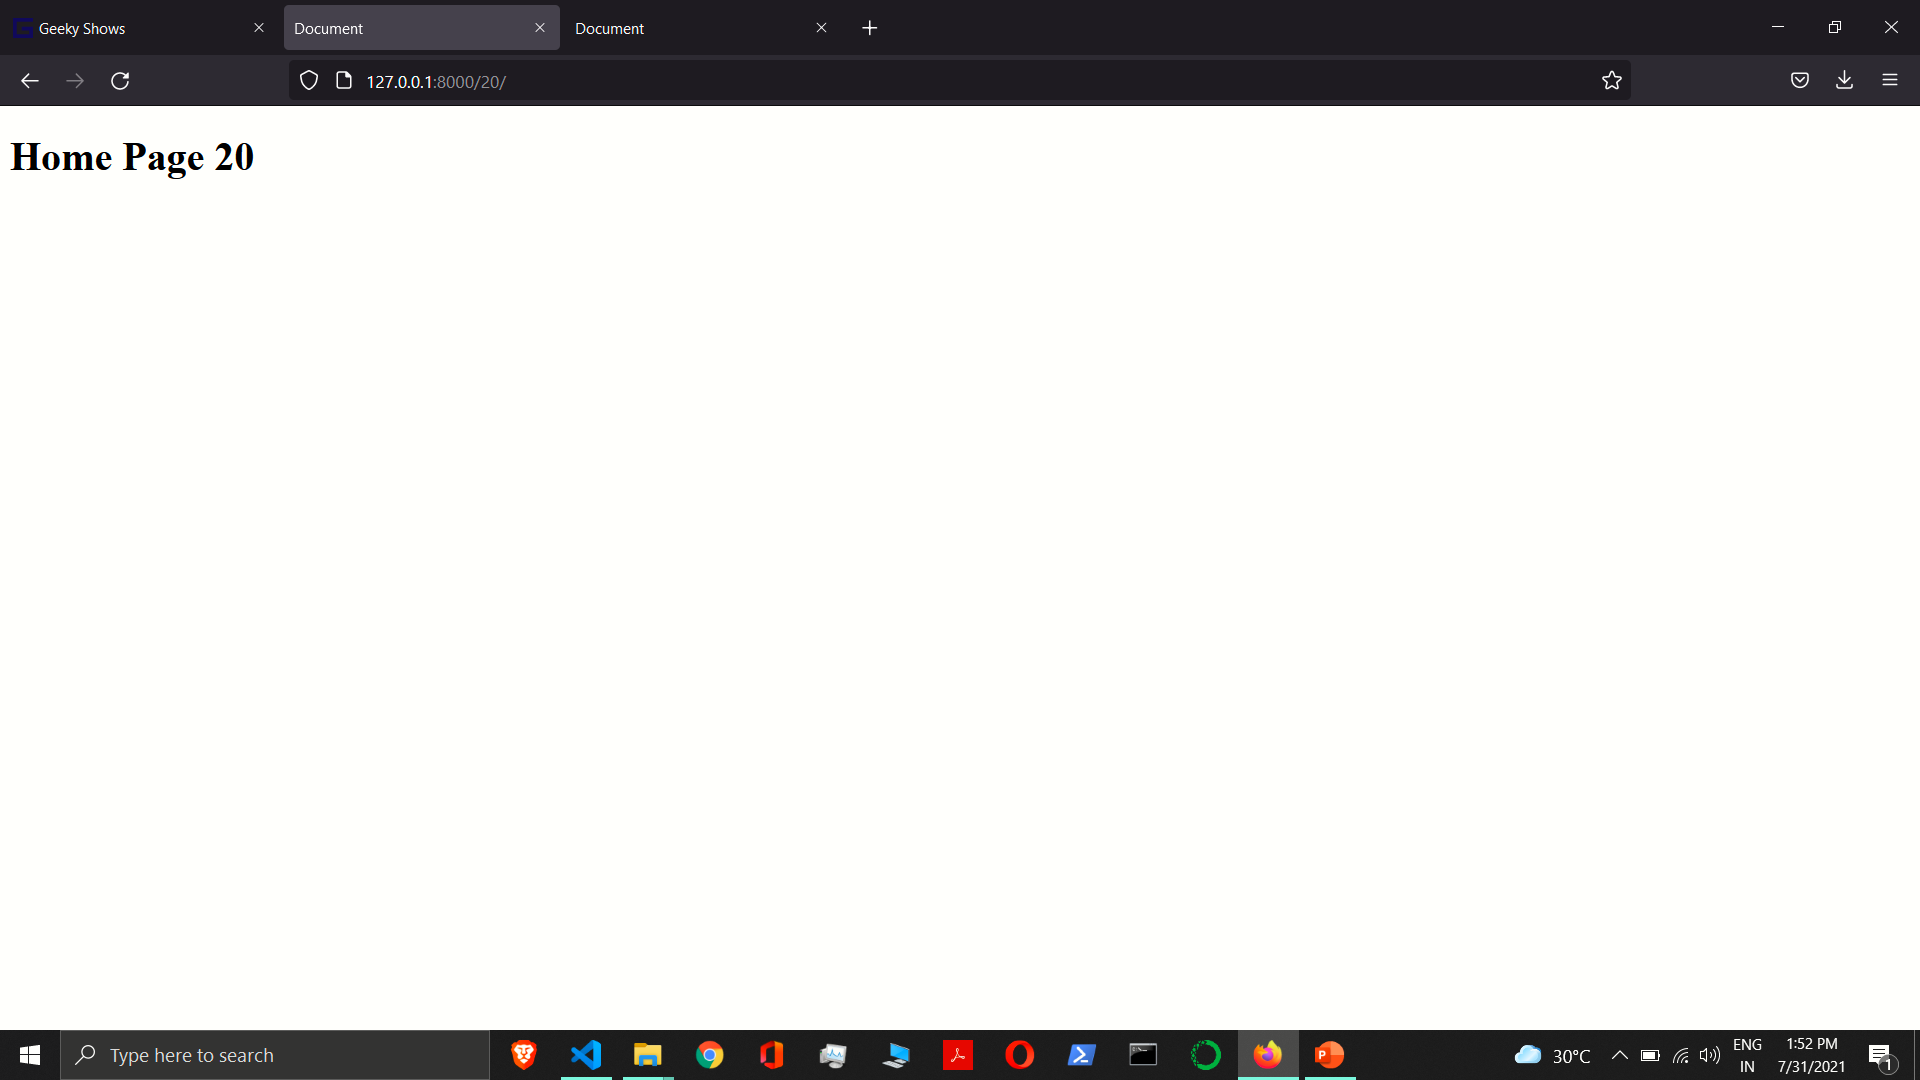 Geeky Shows
Document
Document
127.0.0.1:8000/20/
Home Page 20
Type here to search
30°C
ENG
IN
1:52 PM
7/31/2021
1